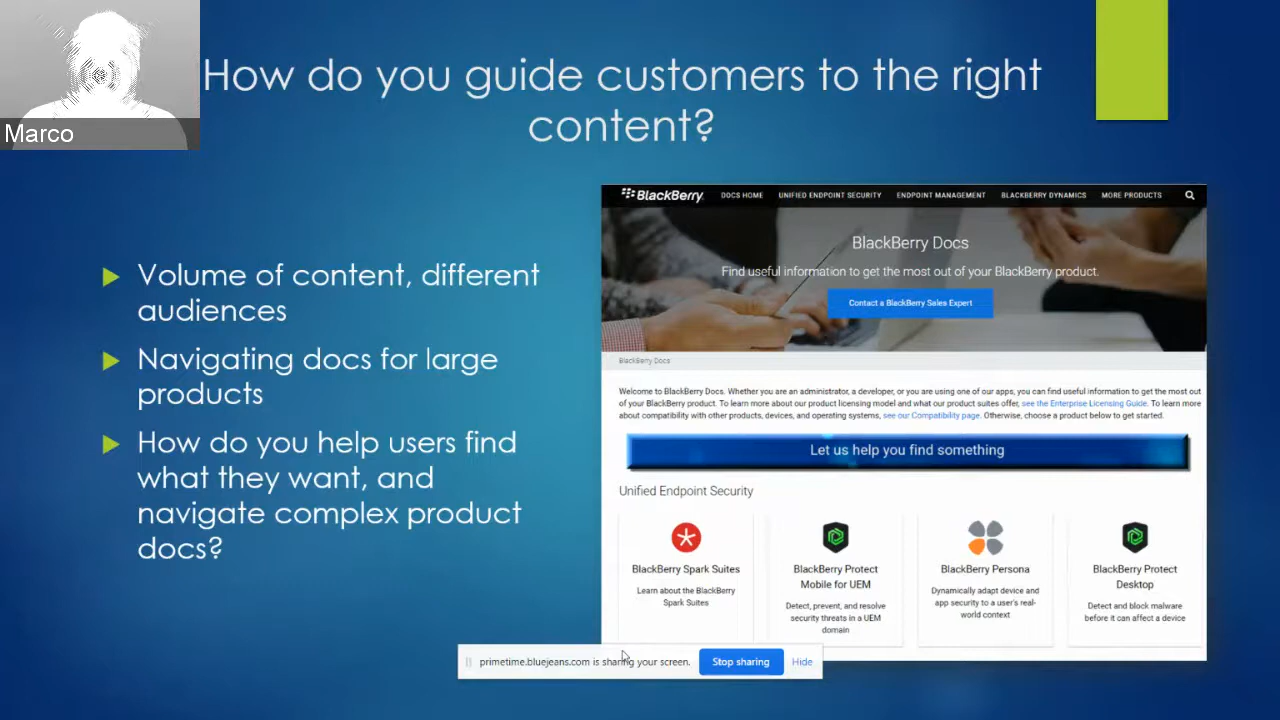 Marco
How do you guide customers to the right
content?
Volume of content, different
audiences
Navigating docs for large
products
How do you help users find
what they want, and
navigate complex product
docs?
BlackBerry DOCS HOME UNIFIED ENDPOINT SECURITY ENDPOINT MANAGEMENT BLACKBERRY DYNAMICS MORE PRODUCTS
BlackBerry Docs
Find useful information to get the most out of your BlackBerry product.
Contact a BlackBerry Sales Expert
BlackBerry Docs
Welcome to BlackBerry Docs. Whether you are an administrator, a developer, or you are using one of our apps, you can find useful information to get the most out
of your BlackBerry product. To learn more about our product licensing model and what our product suites offer, see the Enterprise Licensing Guide. To learn more
about compatibility with other products, devices, and operating systems, see our Compatibility page. Otherwise, choose a product below to get started.
Let us help you find something
Unified Endpoint Security
BlackBerry Spark Suites
Learn about the BlackBerry
Spark Suites
BlackBerry Protect
Mobile for UEM
Detect, prevent, and resolve
security threats in a UEM
domain
BlackBerry Persona
Dynamically adapt device and
app security to a user's real-
world context
BlackBerry Protect
Desktop
Detect and block malware
before it can affect a device
primetime.bluejeans.com is sharing your screen. Stop sharing Hide